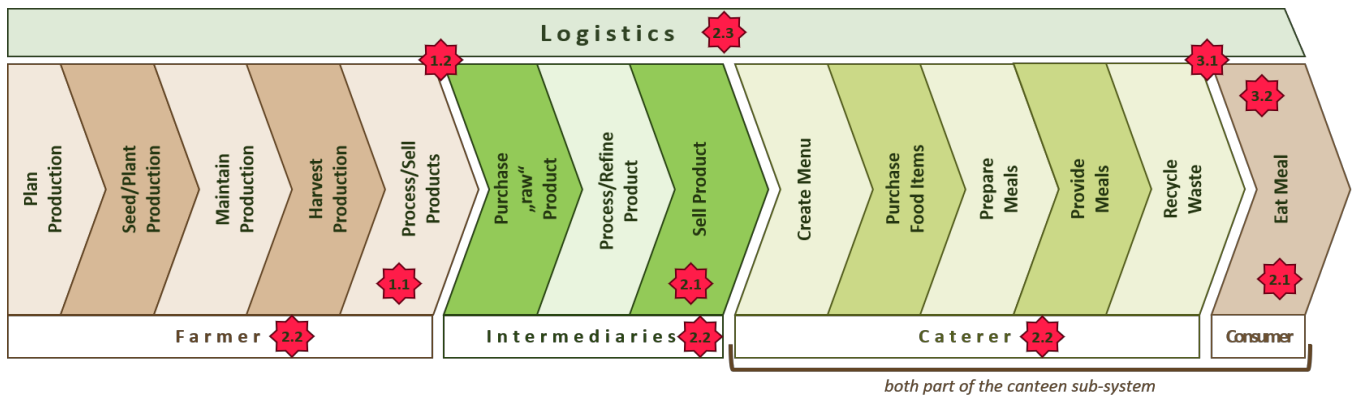 Logistics 2.3
1.2
3.1
Plan
Production
Seed/Plant
Production
Maintain
Production
Harvest
Production
Process/Sell
Products
1.1
Purchase
„raw“
Product
Process/Refine
Product
Sell Product
2.1
Create Menu
Purchase
Food Items
Prepare
Meals
Provide
Meals
Recycle
Waste
3.2
Eat Meal
2.1
Farmer 2.2
Intermediaries 2.2
Caterer 2.2
Consumer
both part of the canteen sub-system